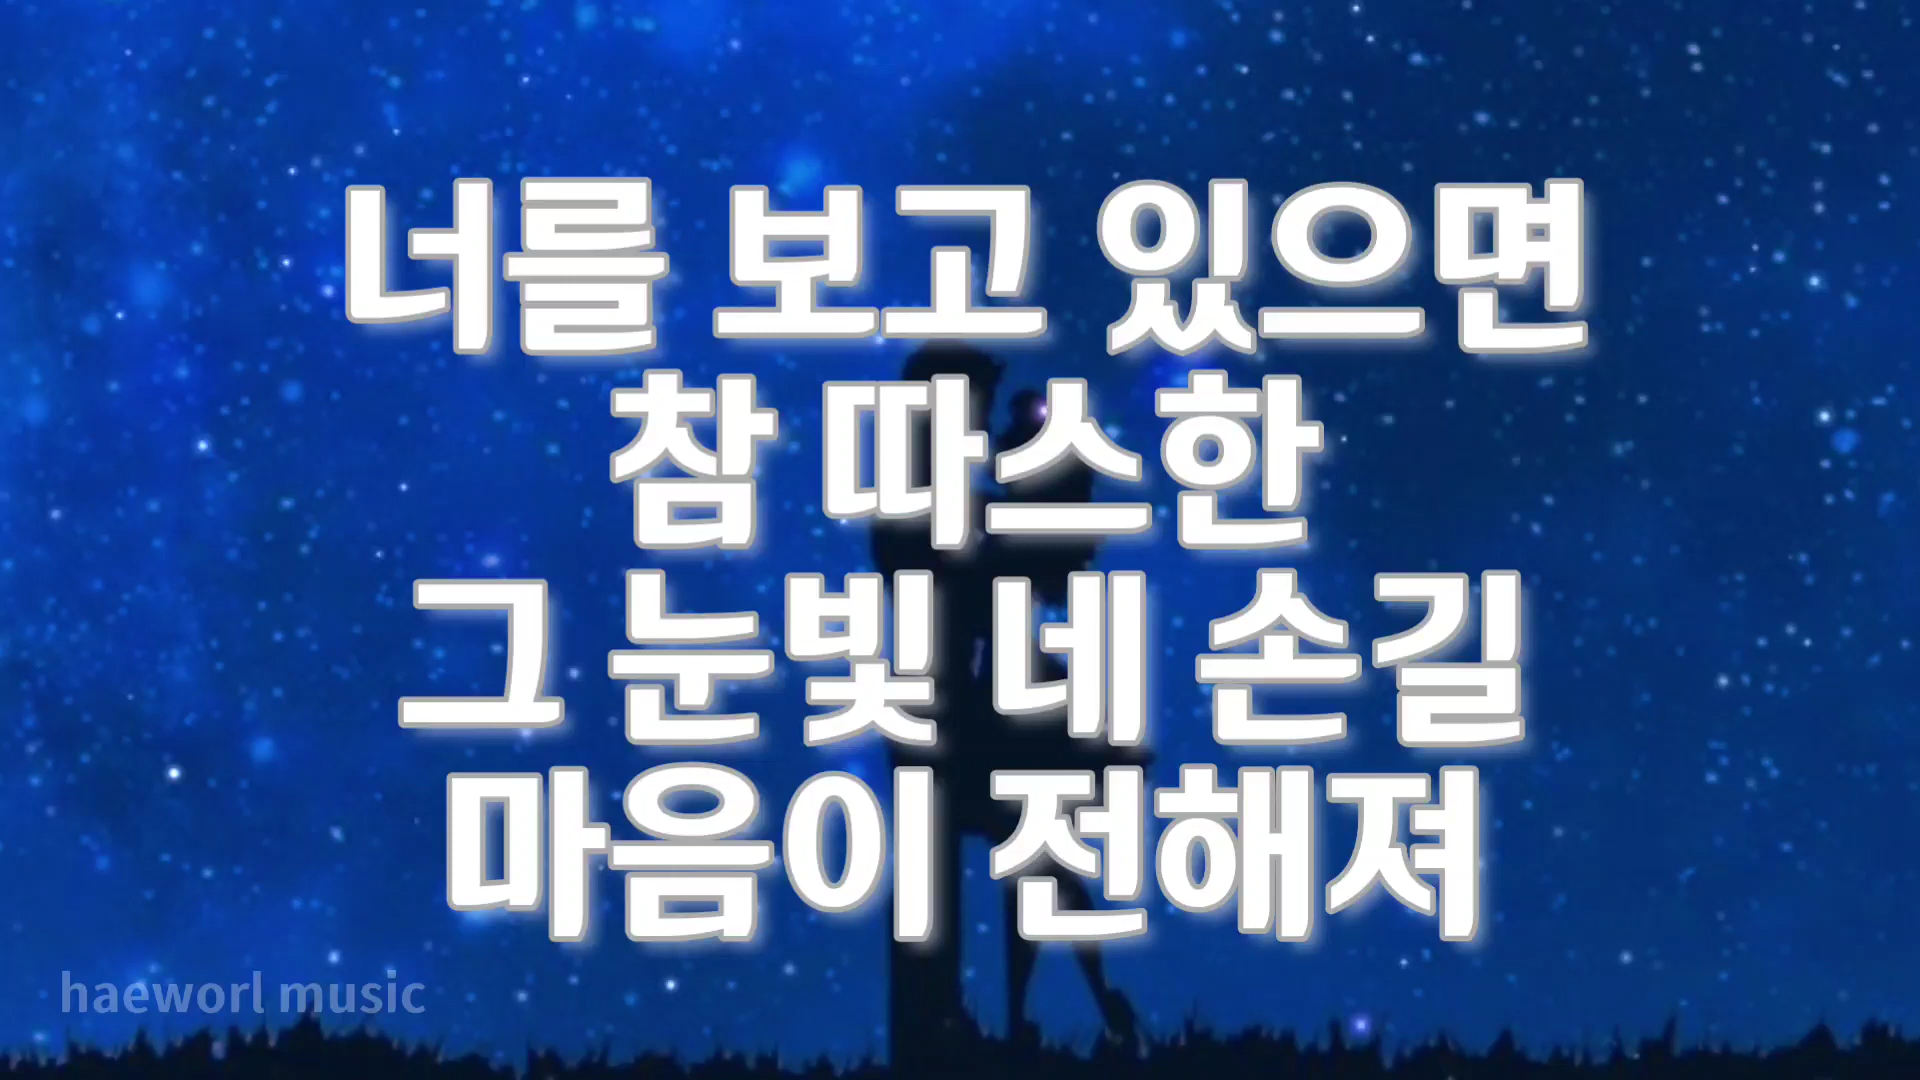 너를 보고 있으면
참 따스한
그 눈빛 네 손길
마음이 전해져
haeworl music